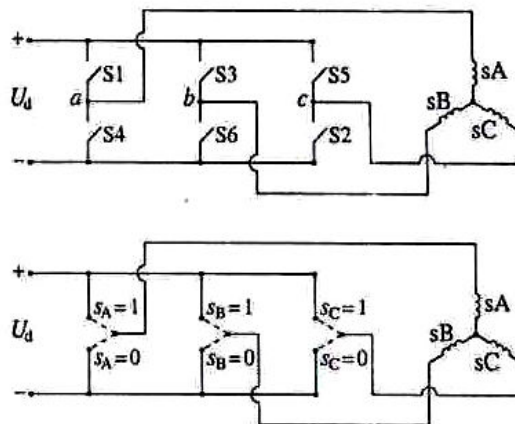 +
S1 S3 S5 sA
U_d a b c sB
S4 S6 S2 sC
−
+
s_A=1 s_B=1 s_C=1 sA
U_d sB
s_A=0 s_B=0 s_C=0 sC
−